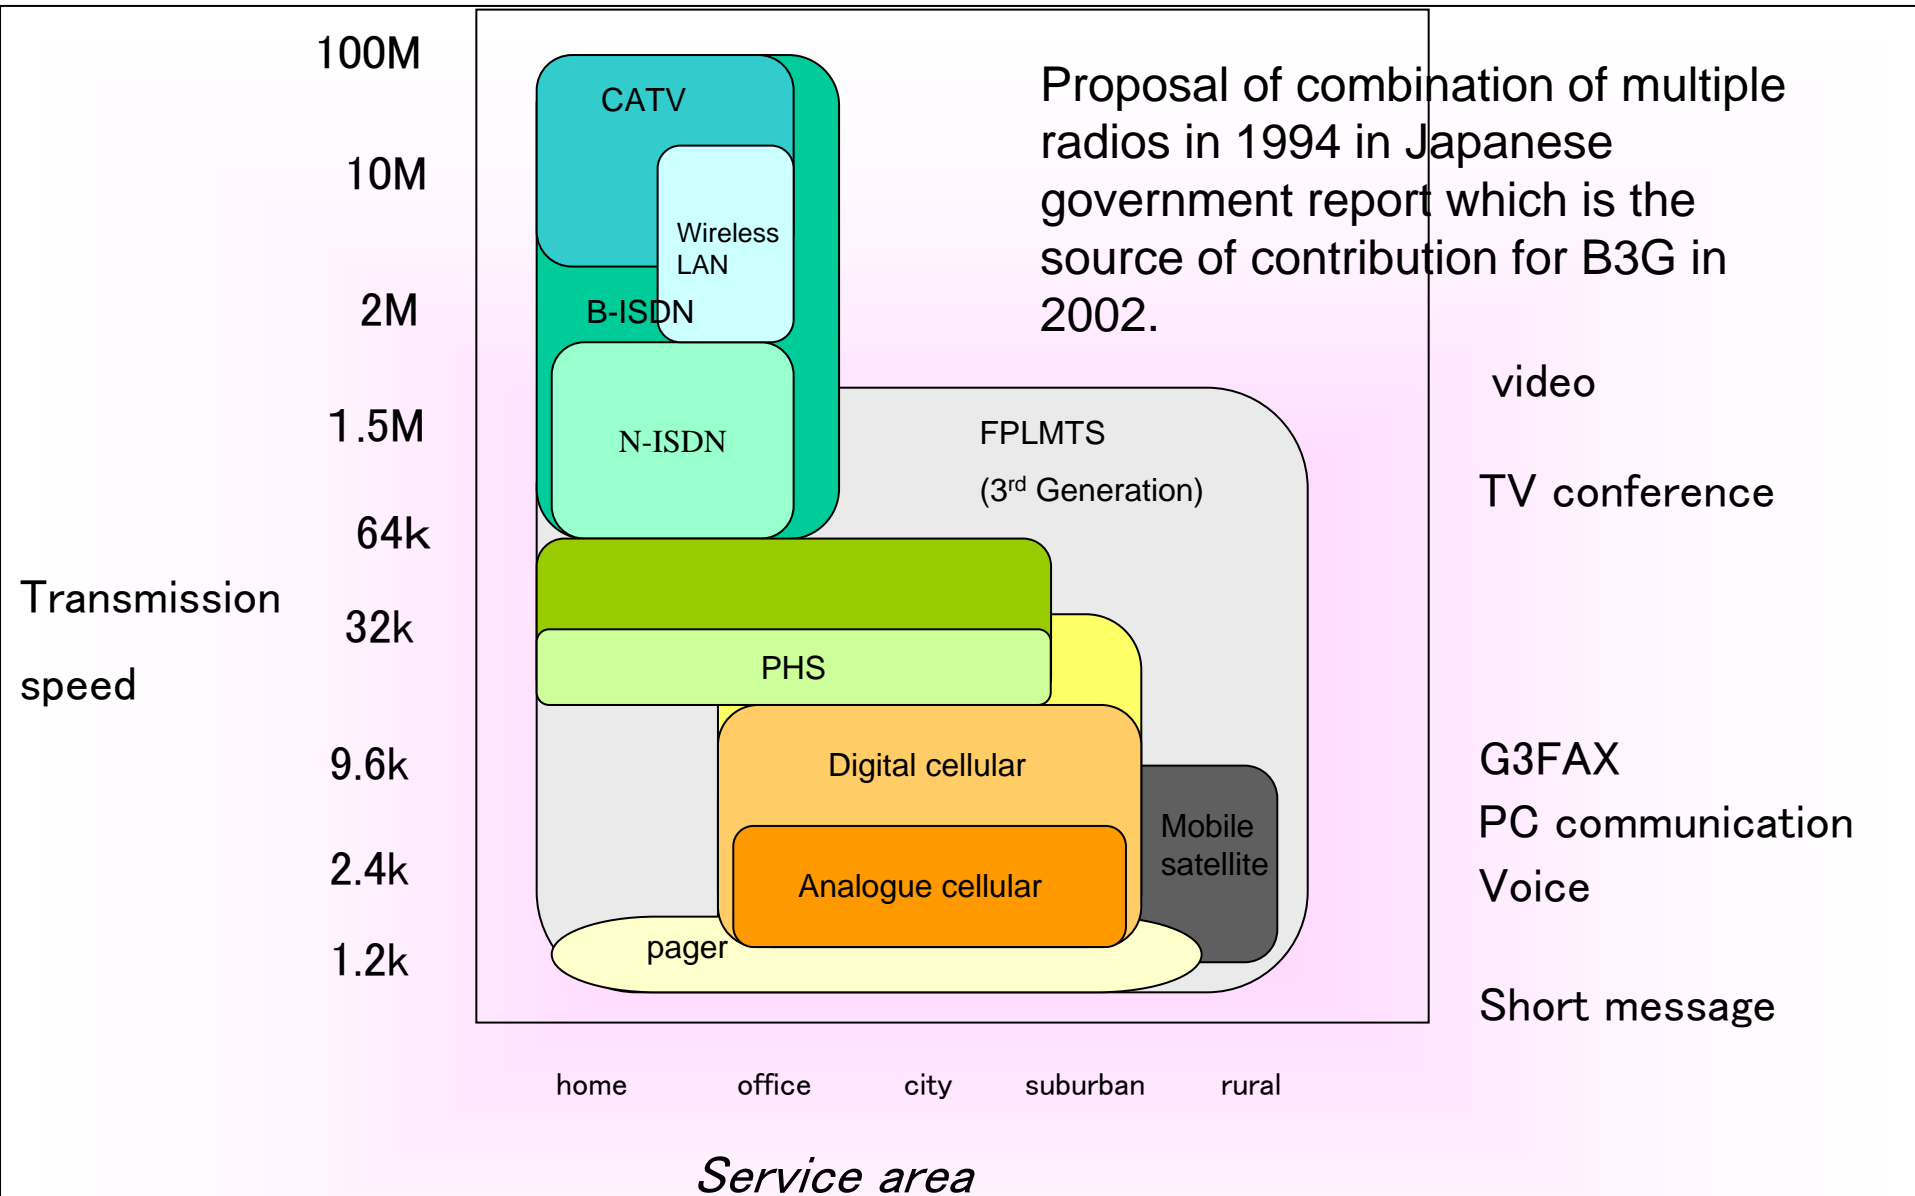 100M
10M
2M
1.5M
64k
32k
9.6k
2.4k
1.2k
Transmission
speed
CATV
Wireless
LAN
B-ISDN
N-ISDN
Proposal of combination of multiple
radios in 1994 in Japanese
government report which is the
source of contribution for B3G in
2002.
FPLMTS
(3rd Generation)
PHS
Digital cellular
Analogue cellular
Mobile
satellite
pager
video
TV conference
G3FAX
PC communication
Voice
Short message
home office city suburban rural
Service area